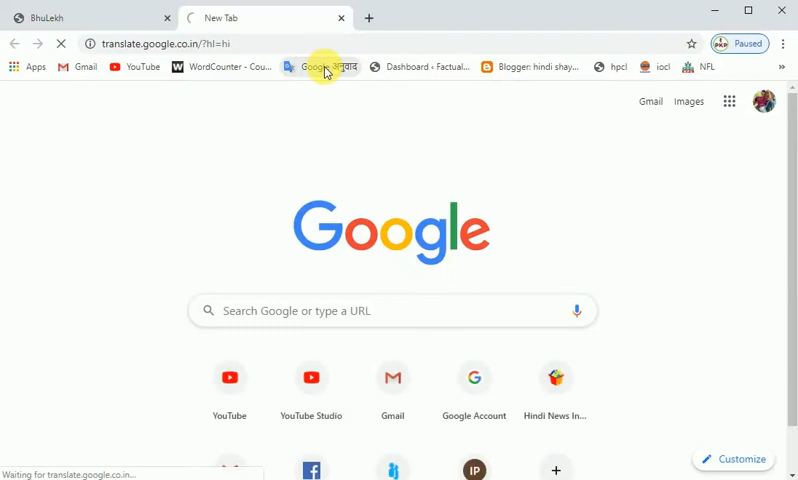 BhuLekh
New Tab
translate.google.co.in/?hl=hi
PKP
Paused
Apps
Gmail
YouTube
W
WordCounter - Cou...
Google अनुवाद
Dashboard ‹ Factual...
Blogger: hindi shay...
hpcl
iocl
NFL
»
Gmail
Images
Google
Search Google or type a URL
G
YouTube
YouTube Studio
Gmail
Google Account
Hindi News In...
IP
Customize
Waiting for translate.google.co.in...